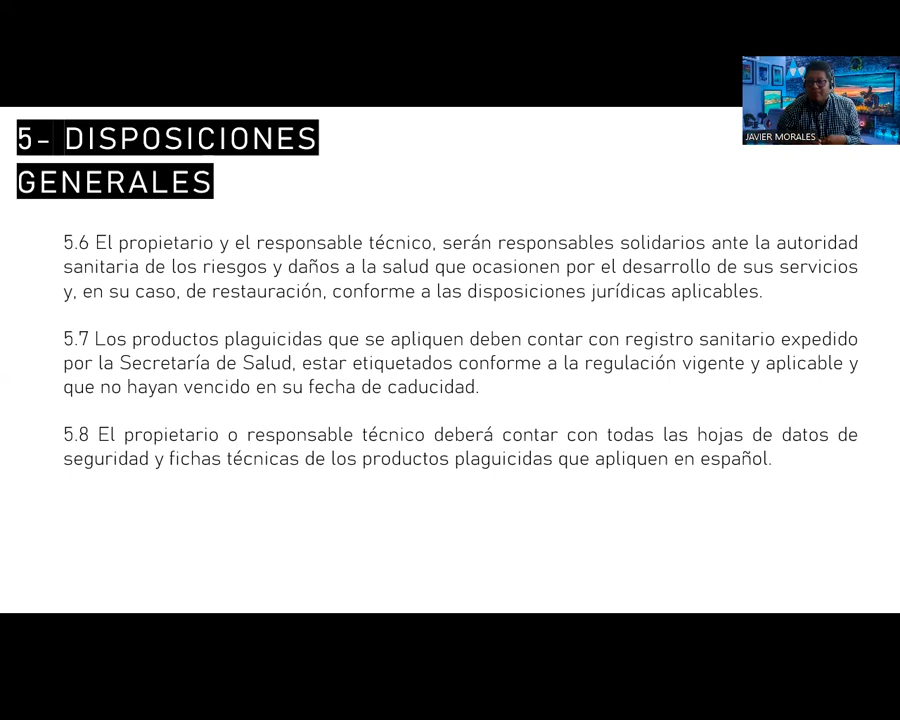 5- DISPOSICIONES
GENERALES
JAVIER MORALES
5.6 El propietario y el responsable técnico, serán responsables solidarios ante la autoridad
sanitaria de los riesgos y daños a la salud que ocasionen por el desarrollo de sus servicios
y, en su caso, de restauración, conforme a las disposiciones jurídicas aplicables.
5.7 Los productos plaguicidas que se apliquen deben contar con registro sanitario expedido
por la Secretaría de Salud, estar etiquetados conforme a la regulación vigente y aplicable y
que no hayan vencido en su fecha de caducidad.
5.8 El propietario o responsable técnico deberá contar con todas las hojas de datos de
seguridad y fichas técnicas de los productos plaguicidas que apliquen en español.